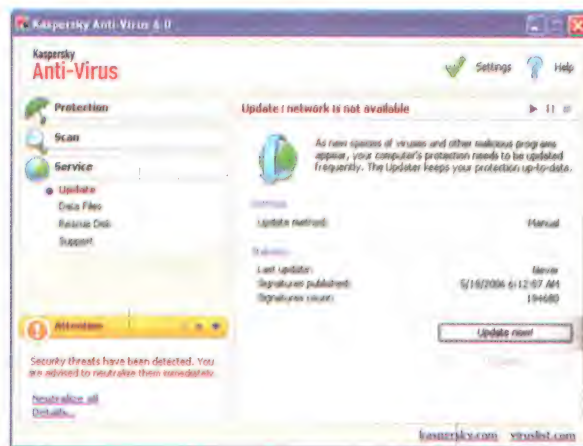 Kaspersky Anti-Virus 6.0
Kaspersky
Anti-Virus
Settings
Help
Protection
Scan
Service
Update
Data Files
Rescue Disk
Support
Attention
Security threats have been detected. You
are advised to neutralize them immediately.
Neutralize all
Details...
Update : network is not available
As new species of viruses and other malicious programs
appear, your computer's protection needs to be updated
frequently. The Updater keeps your protection up-to-date.
Settings
Update method: Manual
Last update: Never
Signatures published: 5/18/2006 6:12:57 AM
Signatures count: 194680
Update now!
kaspersky.com viruslist.com